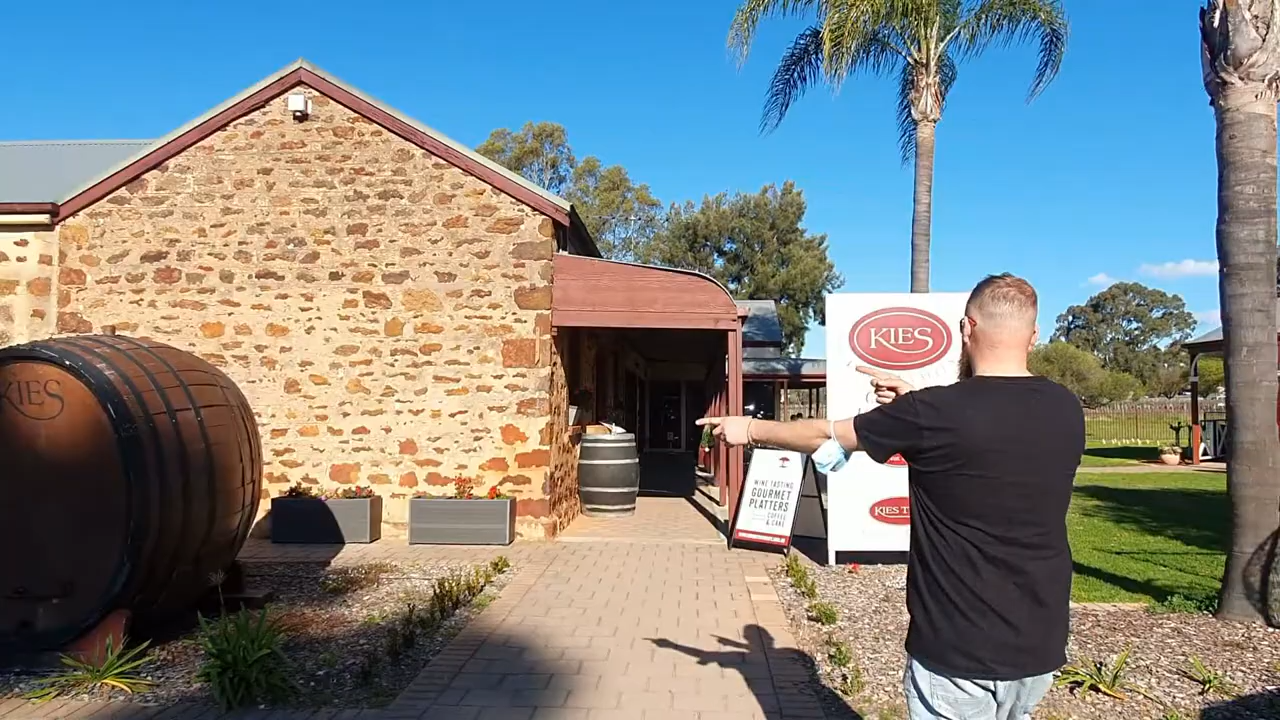 KIES
KIES
WINE TASTING
GOURMET
PLATTERS
COFFEE
& CAKE
KIES T